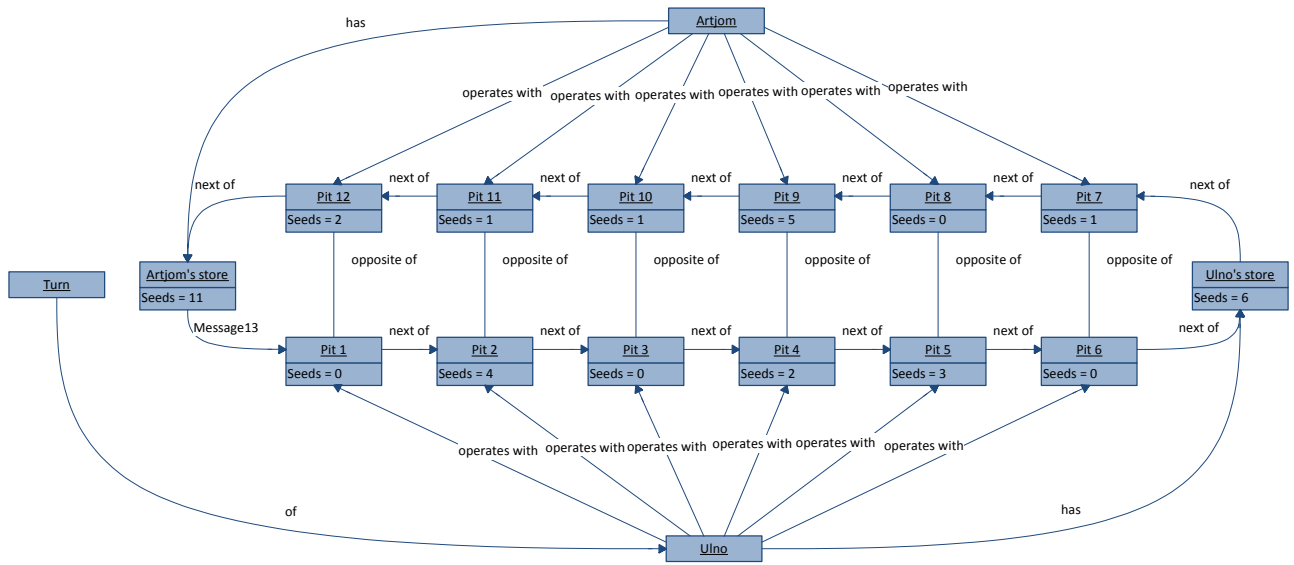 Artjom
has
operates with
operates with
operates with
operates with
operates with
operates with
next of
Pit 12
Seeds = 2
next of
Pit 11
Seeds = 1
next of
Pit 10
Seeds = 1
next of
Pit 9
Seeds = 5
next of
Pit 8
Seeds = 0
next of
Pit 7
Seeds = 1
next of
opposite of
opposite of
opposite of
opposite of
opposite of
opposite of
Turn
Artjom's store
Seeds = 11
Ulno's store
Seeds = 6
Message13
Pit 1
Seeds = 0
next of
Pit 2
Seeds = 4
next of
Pit 3
Seeds = 0
next of
Pit 4
Seeds = 2
next of
Pit 5
Seeds = 3
next of
Pit 6
Seeds = 0
next of
operates with
operates with
operates with
operates with
operates with
operates with
of
has
Ulno